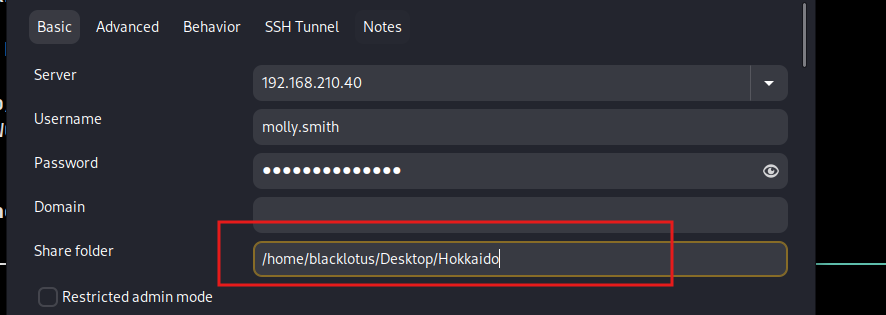 Basic Advanced Behavior SSH Tunnel Notes
Server 192.168.210.40
Username molly.smith
Password ●●●●●●●●●●●●●●
Domain
Share folder /home/blacklotus/Desktop/Hokkaido
Restricted admin mode